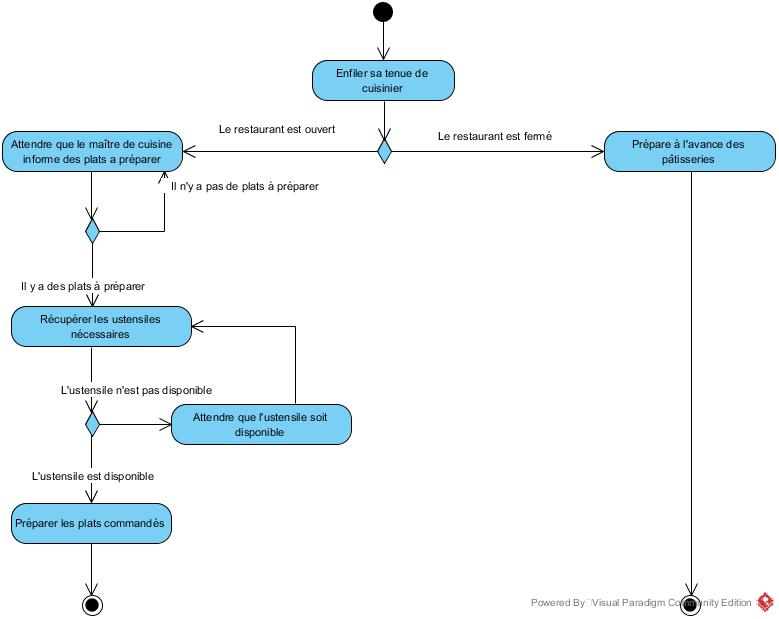 Enfiler sa tenue de
cuisinier
Le restaurant est ouvert
Le restaurant est fermé
Attendre que le maître de cuisine
informe des plats a préparer
Prépare à l'avance des
pâtisseries
Il n'y a pas de plats à préparer
Il y a des plats à préparer
Récupérer les ustensiles
nécessaires
L'ustensile n'est pas disponible
Attendre que l'ustensile soit
disponible
L'ustensile est disponible
Préparer les plats commandés
Powered By Visual Paradigm Community Edition